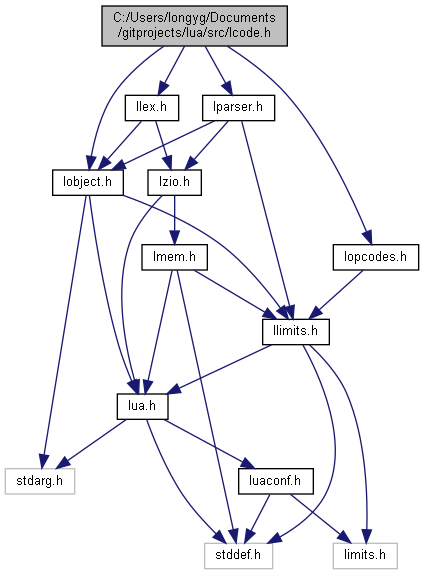 C:/Users/longyg/Documents
/gitprojects/lua/src/lcode.h
llex.h
lparser.h
lobject.h
lzio.h
lmem.h
lopcodes.h
llimits.h
lua.h
stdarg.h
luaconf.h
stddef.h
limits.h